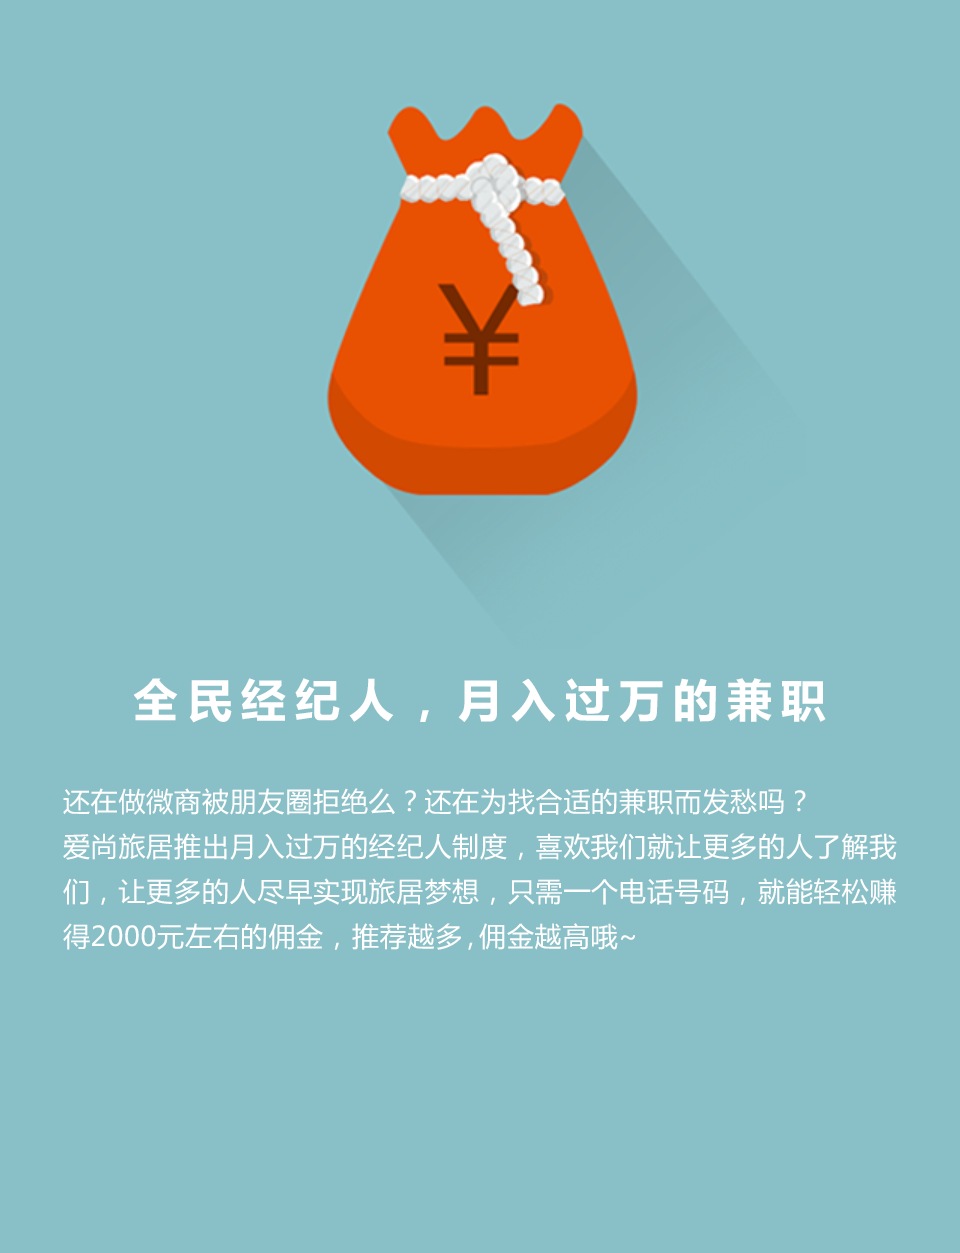 ¥
全民经纪人，月入过万的兼职
还在做微商被朋友圈拒绝么？还在为找合适的兼职而发愁吗？
爱尚旅居推出月入过万的经纪人制度，喜欢我们就让更多的人了解我
们，让更多的人尽早实现旅居梦想，只需一个电话号码，就能轻松赚
得2000元左右的佣金，推荐越多,佣金越高哦~